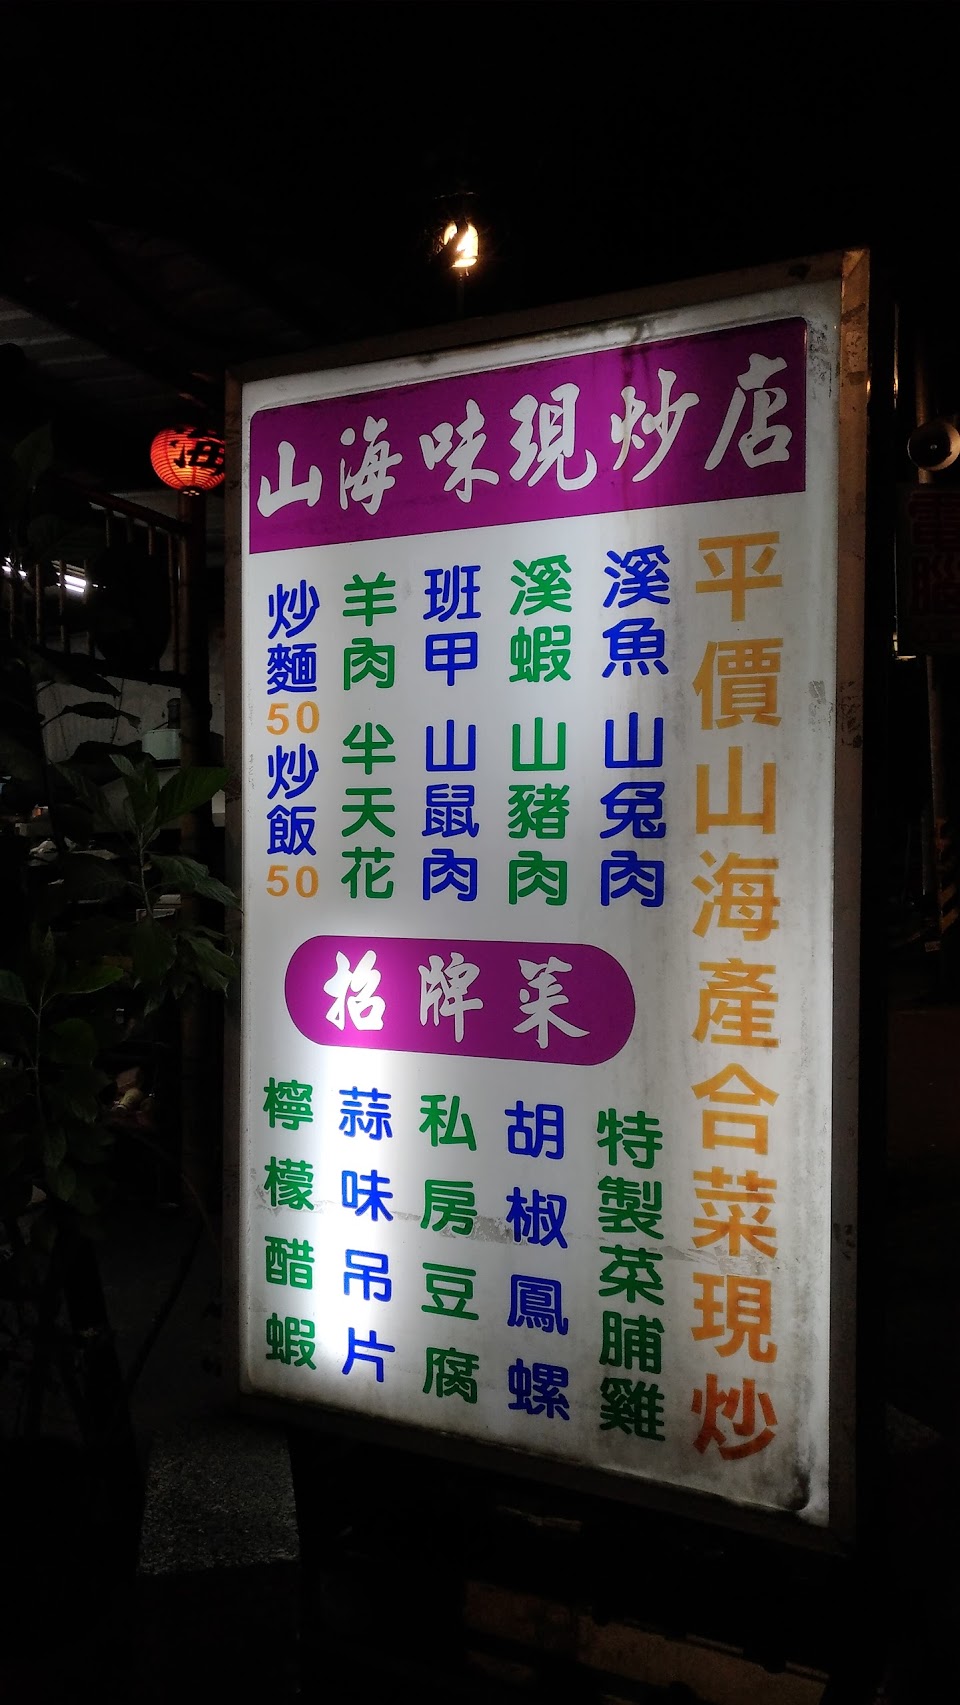 山海味現炒店
平價山海產合菜現炒
溪魚 山兔肉
溪蝦 山豬肉
班甲 山鼠肉
羊肉 半天花
炒麵50 炒飯50
招牌菜
特製菜脯雞
胡椒鳳螺
私房豆腐
蒜味吊片
檸檬醋蝦
海